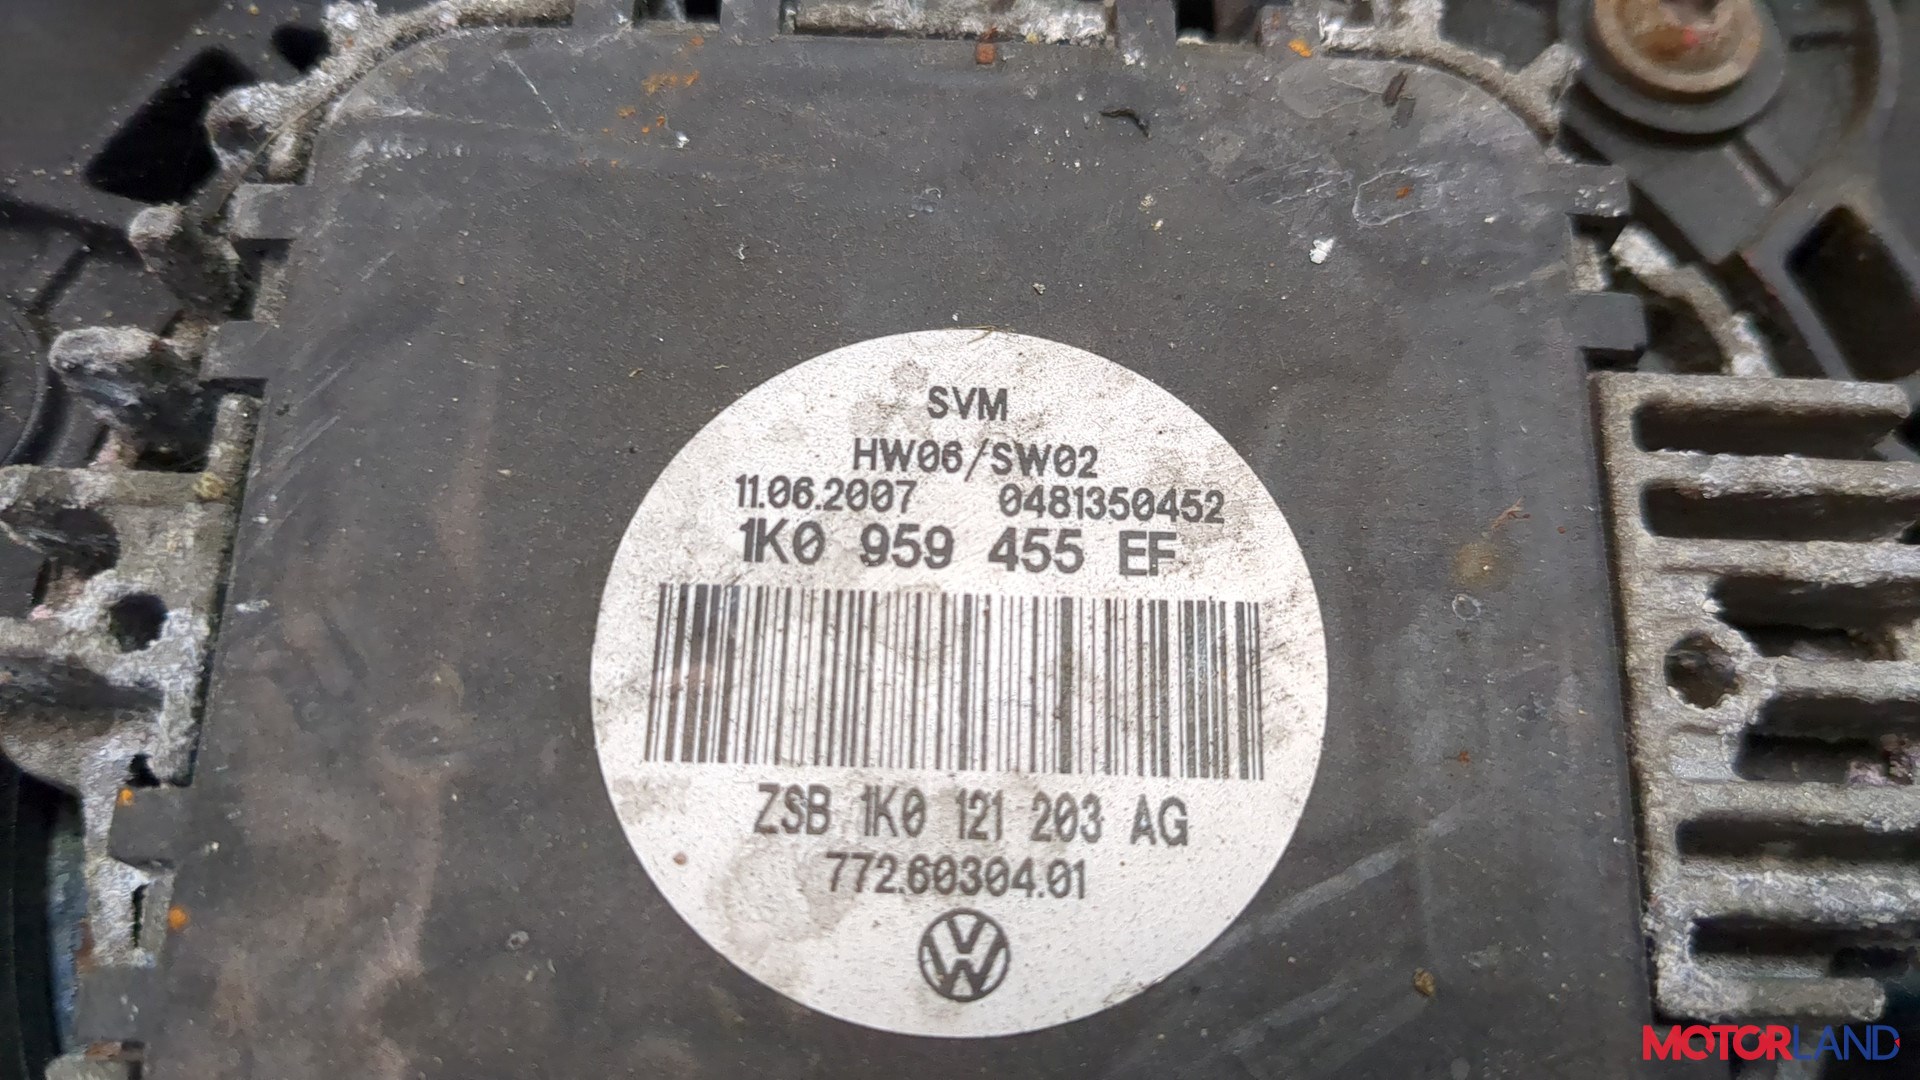 SVM
HW06/SW02
11.06.2007 0481350452
1K0 959 455 EF
ZSB 1K0 121 203 AG
772.60304.01
VW
MOTORLAND